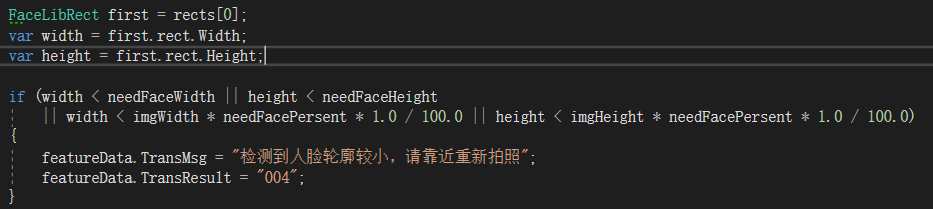 FaceLibRect first = rects[0];
var width = first.rect.Width;
var height = first.rect.Height;
if (width < needFaceWidth || height < needFaceHeight
|| width < imgWidth * needFacePersent * 1.0 / 100.0 || height < imgHeight * needFacePersent * 1.0 / 100.0)
{
featureData.TransMsg = "检测到人脸轮廓较小，请靠近重新拍照";
featureData.TransResult = "004";
}